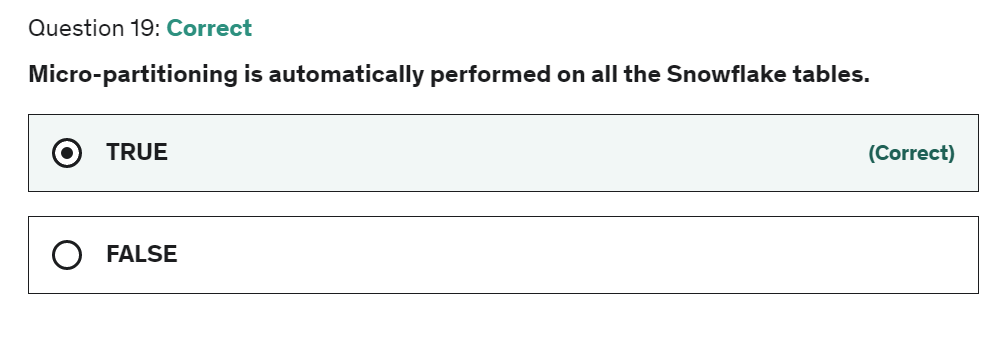 Question 19: Correct
Micro-partitioning is automatically performed on all the Snowflake tables.
TRUE (Correct)
FALSE